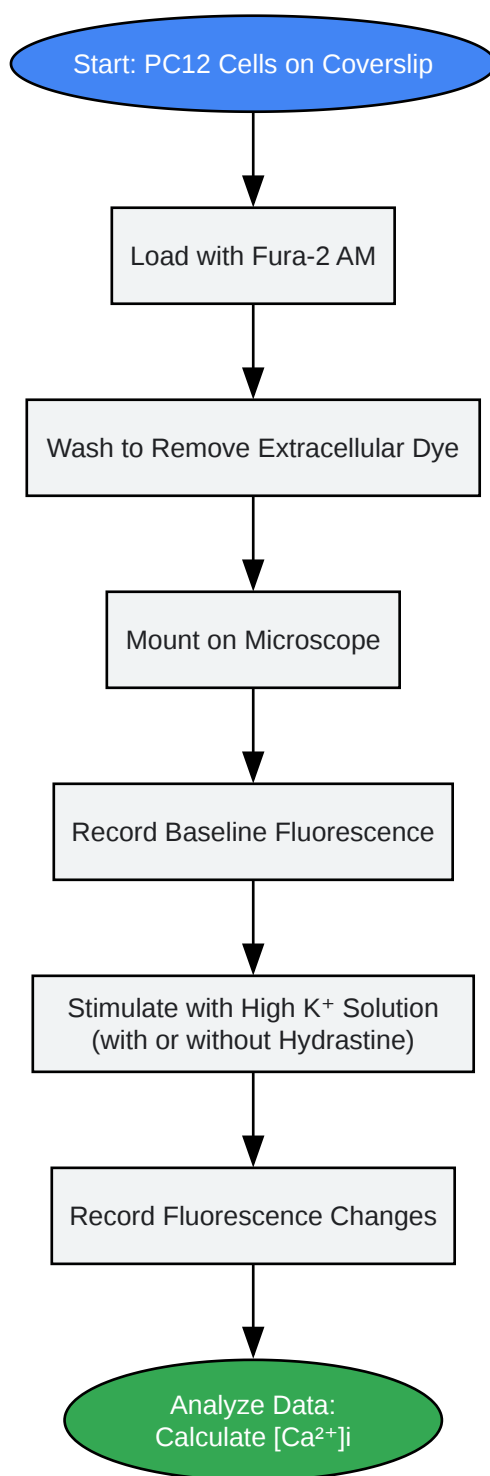 Start: PC12 Cells on Coverslip
Load with Fura-2 AM
Wash to Remove Extracellular Dye
Mount on Microscope
Record Baseline Fluorescence
Stimulate with High K⁺ Solution
(with or without Hydrastine)
Record Fluorescence Changes
Analyze Data:
Calculate [Ca²⁺]i